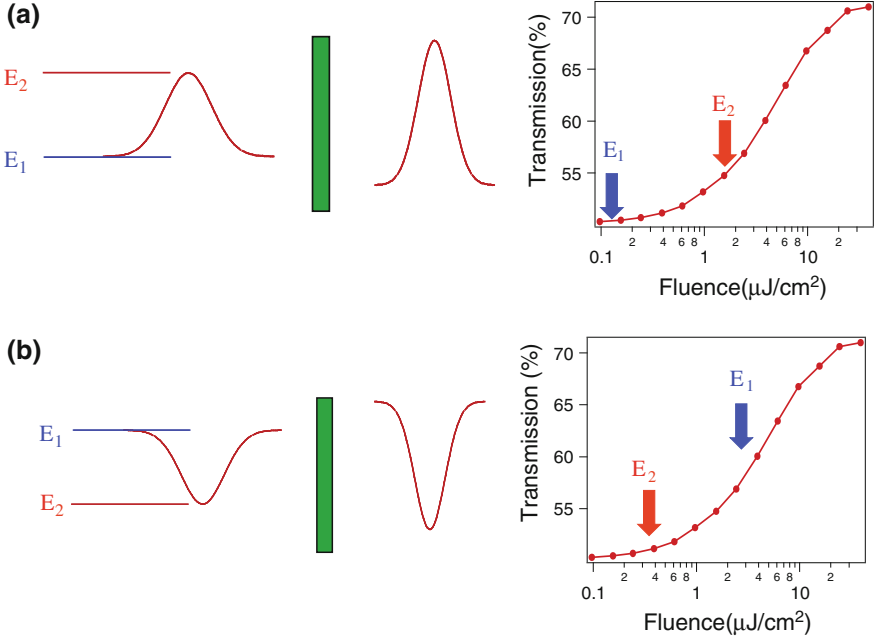 (a)
E2
E1
Transmission(%)
70
65
60
55
E1
E2
0.1
2
4
6
8
1
2
4
6
8
10
2
Fluence(μJ/cm²)
(b)
E1
E2
Transmission (%)
70
65
60
55
E2
E1
0.1
2
4
6
8
1
2
4
6
8
10
2
Fluence(μJ/cm²)